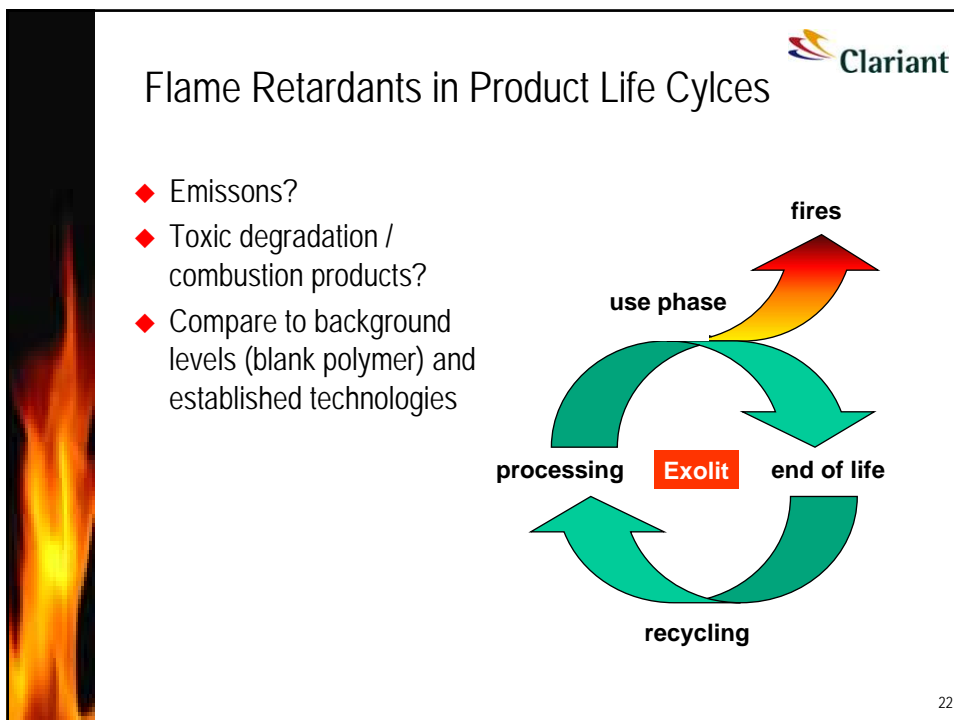 Clariant
Flame Retardants in Product Life Cylces
Emissons?
Toxic degradation /
combustion products?
Compare to background
levels (blank polymer) and
established technologies
fires
use phase
processing
Exolit
end of life
recycling
22